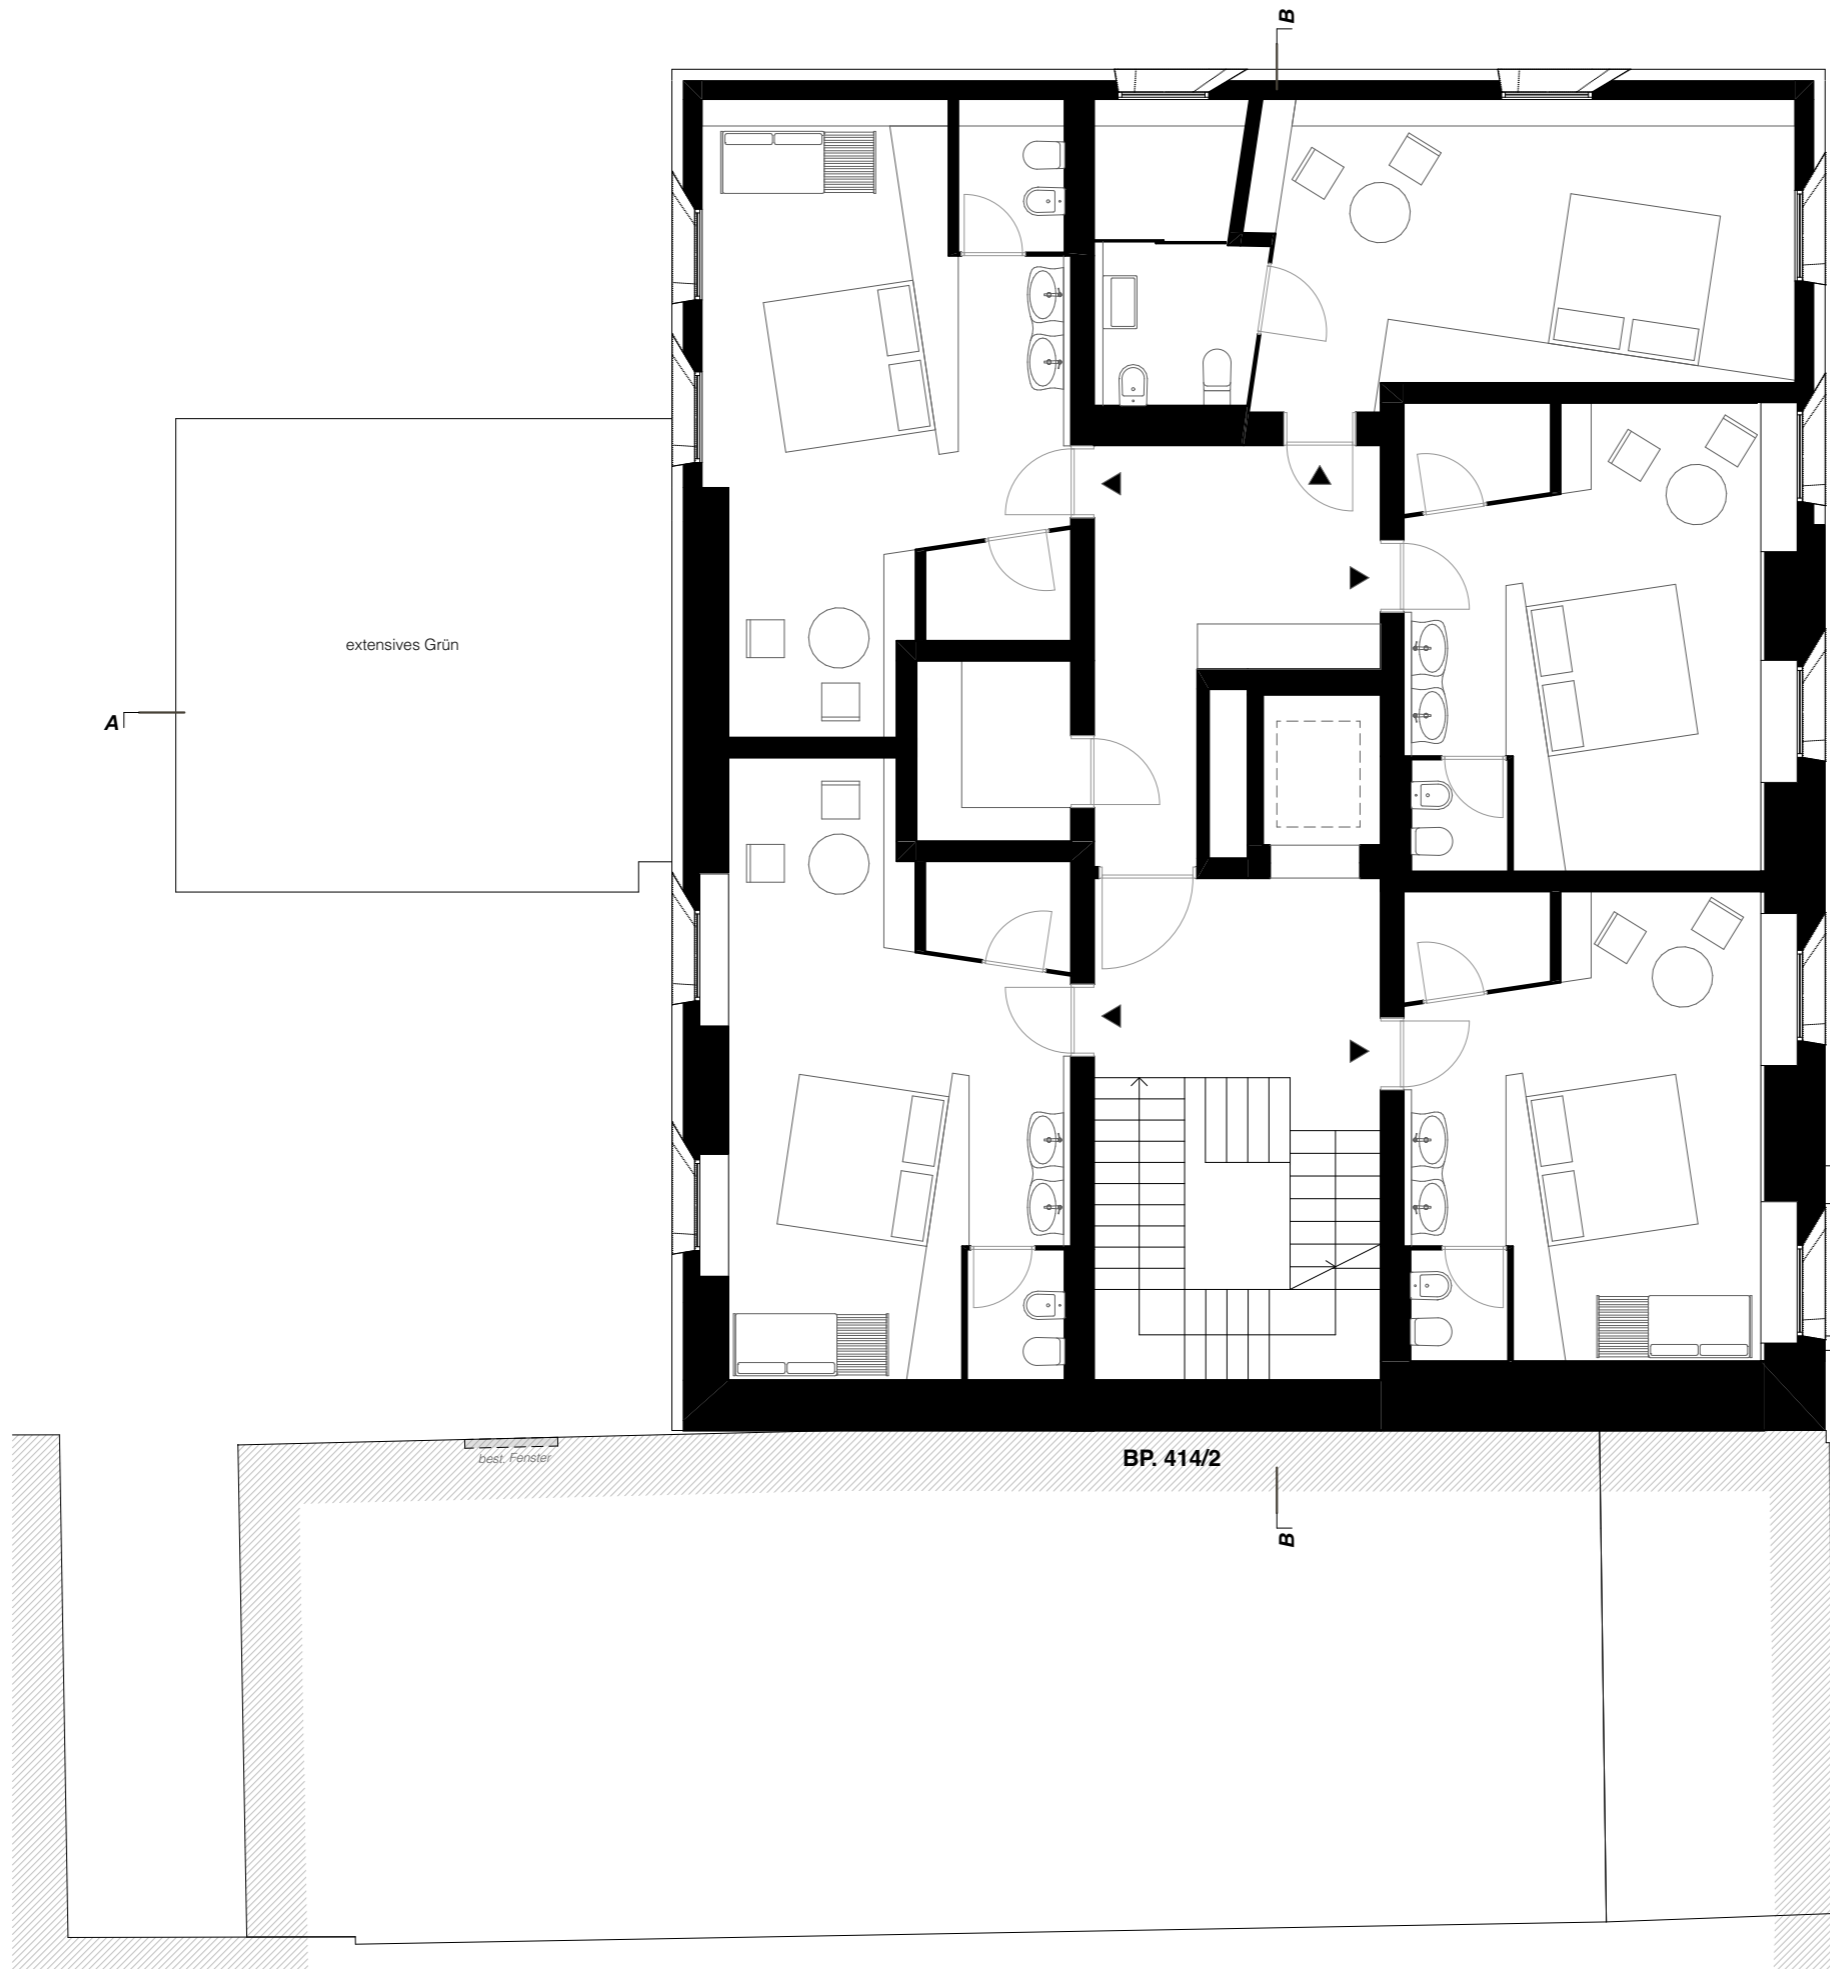 B
extensives Grün
A
best. Fenster
BP. 414/2
B